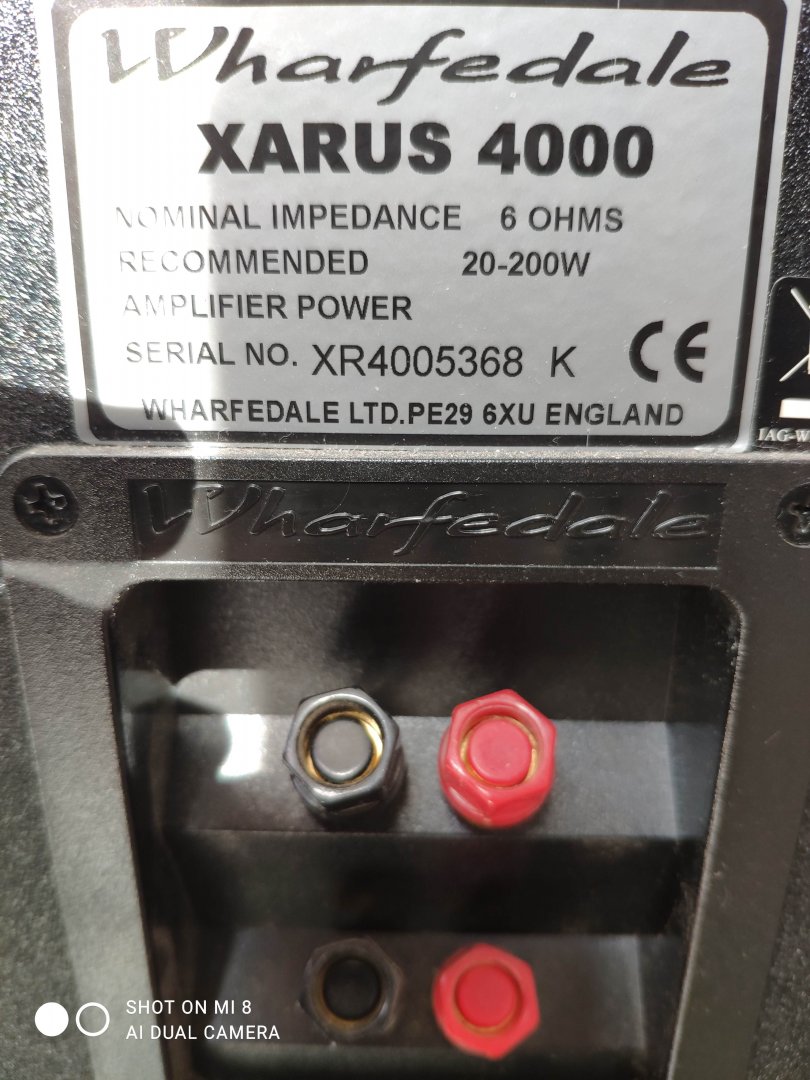 Wharfedale
XARUS 4000
NOMINAL IMPEDANCE 6 OHMS
RECOMMENDED 20-200W
AMPLIFIER POWER
SERIAL NO. XR4005368 K CE
WHARFEDALE LTD.PE29 6XU ENGLAND
IAG-W
Wharfedale
SHOT ON MI 8
AI DUAL CAMERA